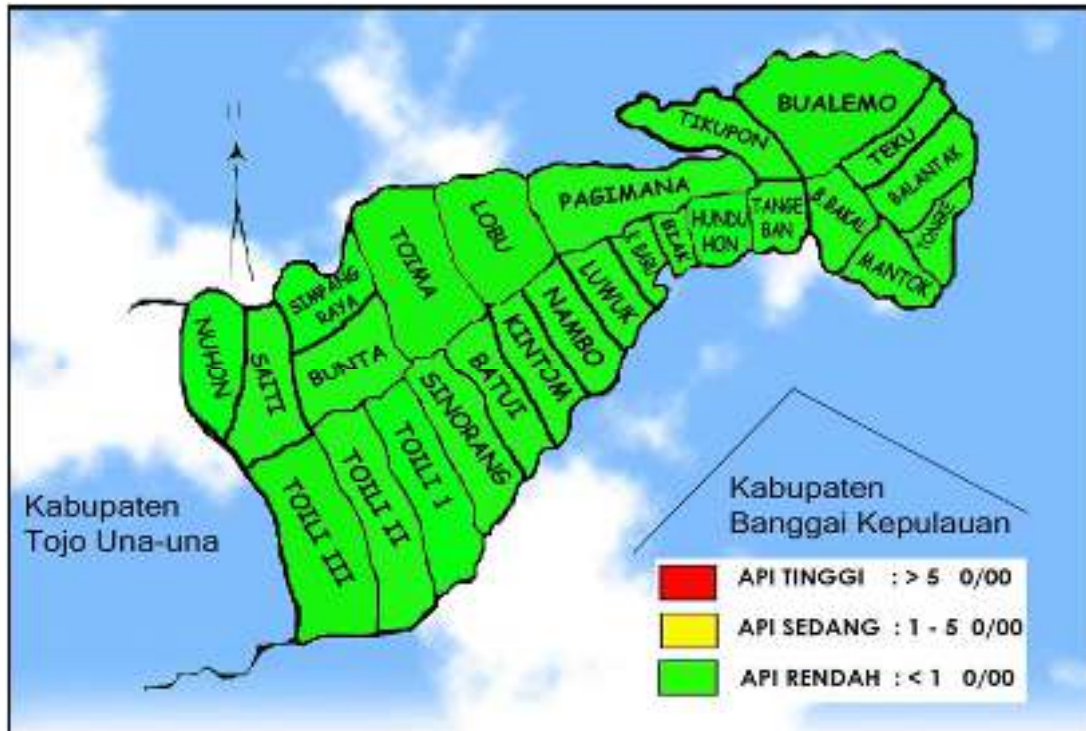 BUALEMO
TIKUPON
TEKU
BALANTAK
PAGIMANA
LOBU
HUNDU
HON
TANGE
BAN
B. BAKAL
TONGKE
MANTOK
BIAK
TOIMA
LUWUK
NAMBO
KINTOM
SIMPANG
RAYA
NUHON
SAITI
BUNTA
BATUI
SINORANG
TOILI I
TOILI II
TOILI III
Kabupaten
Tojo Una-una
Kabupaten
Banggai Kepulauan
API TINGGI : > 5 0/00
API SEDANG : 1 - 5 0/00
API RENDAH : < 1 0/00